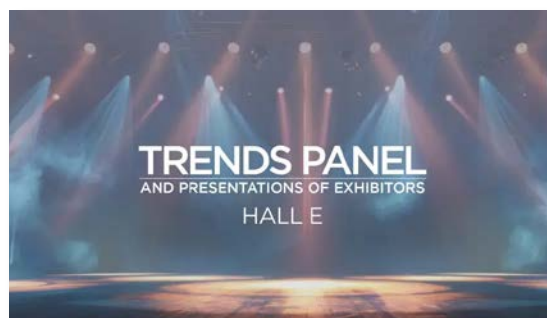 TRENDS PANEL
AND PRESENTATIONS OF EXHIBITORS
HALL E